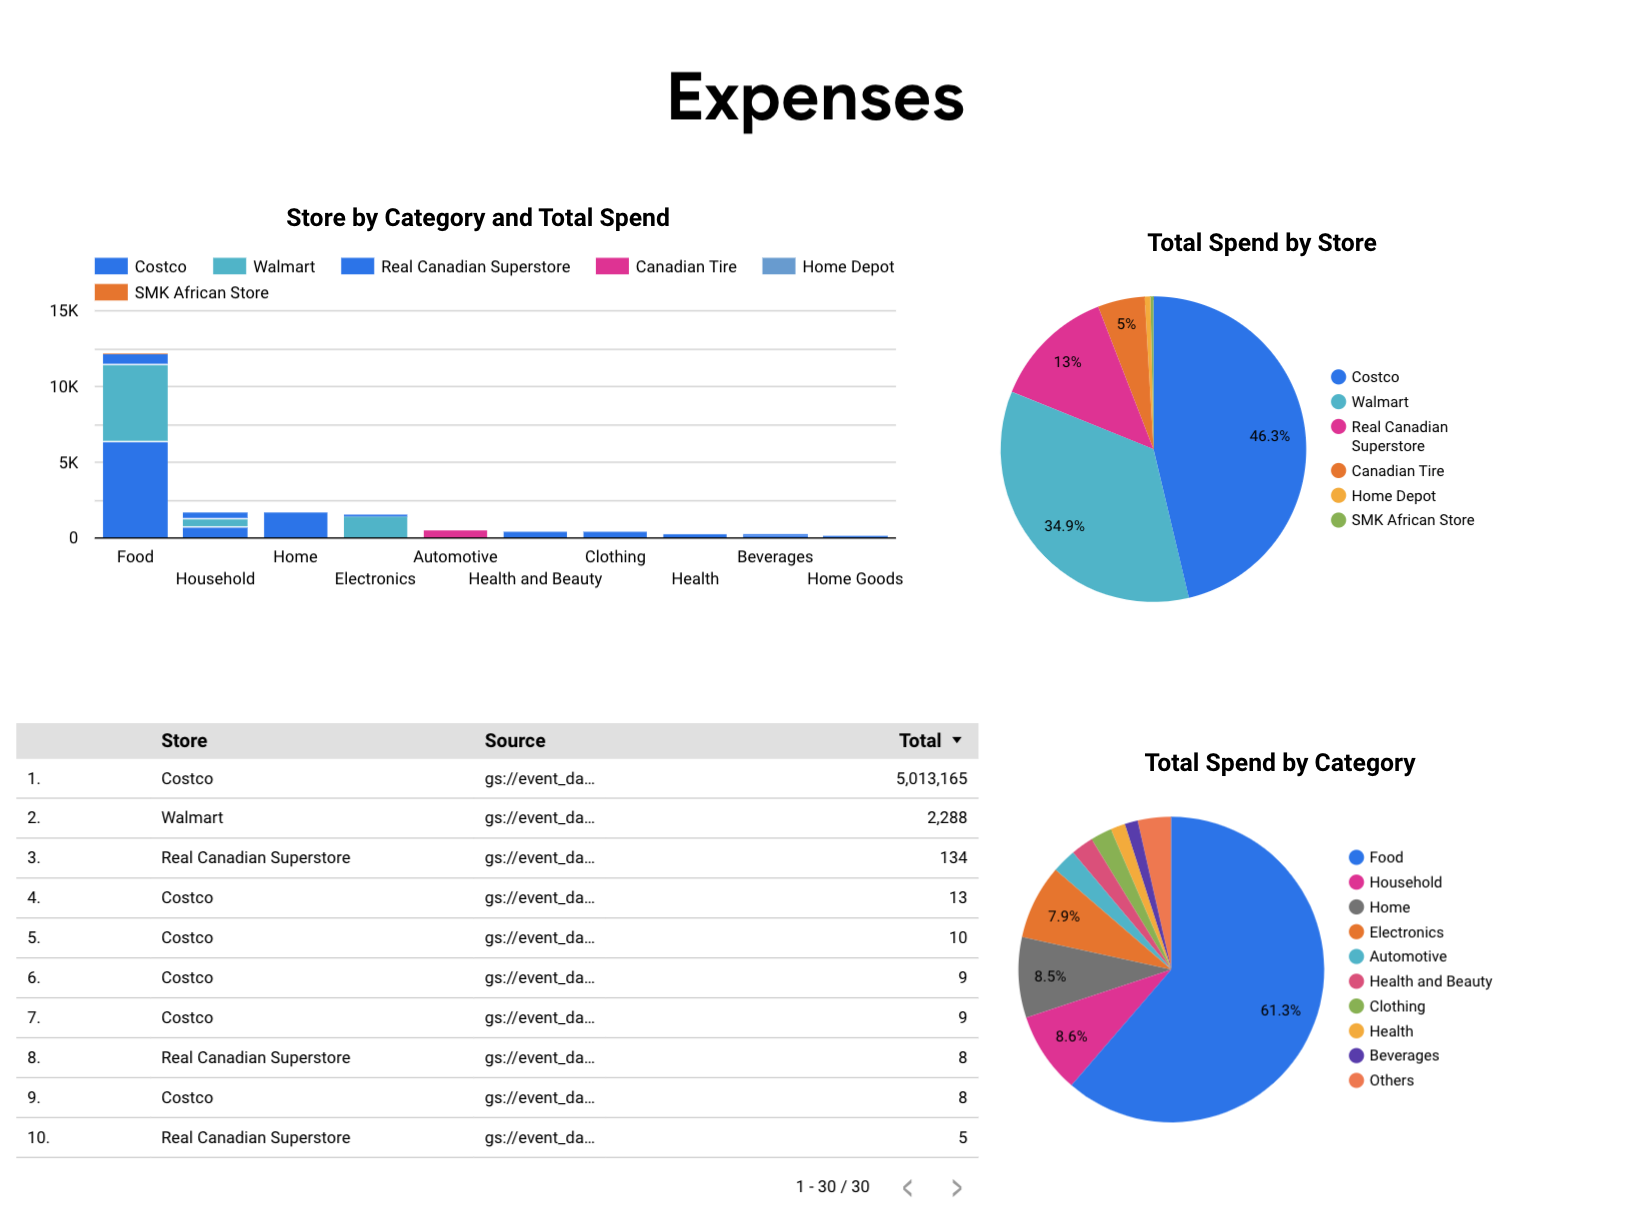 Expenses
Store by Category and Total Spend
Costco Walmart Real Canadian Superstore Canadian Tire Home Depot
SMK African Store
15K
10K
5K
0
Food Home Automotive Clothing Beverages
Household Electronics Health and Beauty Health Home Goods
Total Spend by Store
5%
13%
46.3%
34.9%
Costco
Walmart
Real Canadian
Superstore
Canadian Tire
Home Depot
SMK African Store
Store Source Total
1. Costco gs://event_da... 5,013,165
2. Walmart gs://event_da... 2,288
3. Real Canadian Superstore gs://event_da... 134
4. Costco gs://event_da... 13
5. Costco gs://event_da... 10
6. Costco gs://event_da... 9
7. Costco gs://event_da... 9
8. Real Canadian Superstore gs://event_da... 8
9. Costco gs://event_da... 8
10. Real Canadian Superstore gs://event_da... 5
1 - 30 / 30
Total Spend by Category
7.9%
8.5%
61.3%
8.6%
Food
Household
Home
Electronics
Automotive
Health and Beauty
Clothing
Health
Beverages
Others